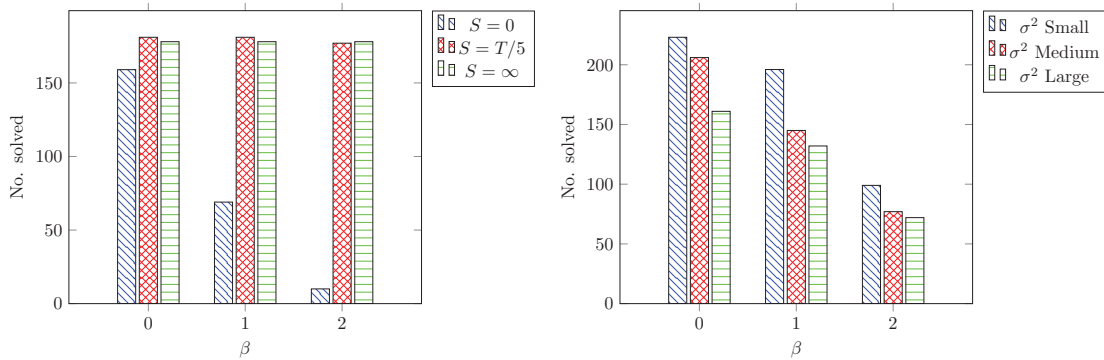 S = 0
S = T/5
S = ∞
No. solved
150
100
50
0
0 1 2
β
σ² Small
σ² Medium
σ² Large
No. solved
200
150
100
50
0
0 1 2
β